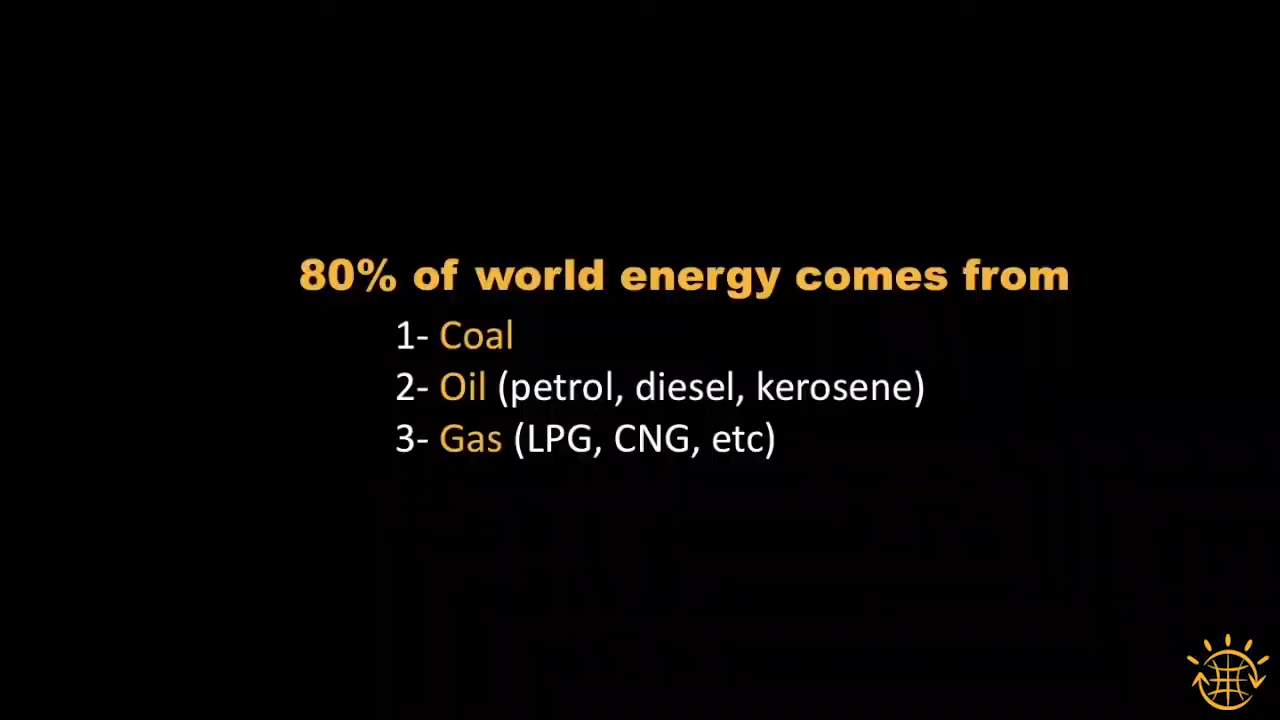 80% of world energy comes from
1- Coal
2- Oil (petrol, diesel, kerosene)
3- Gas (LPG, CNG, etc)